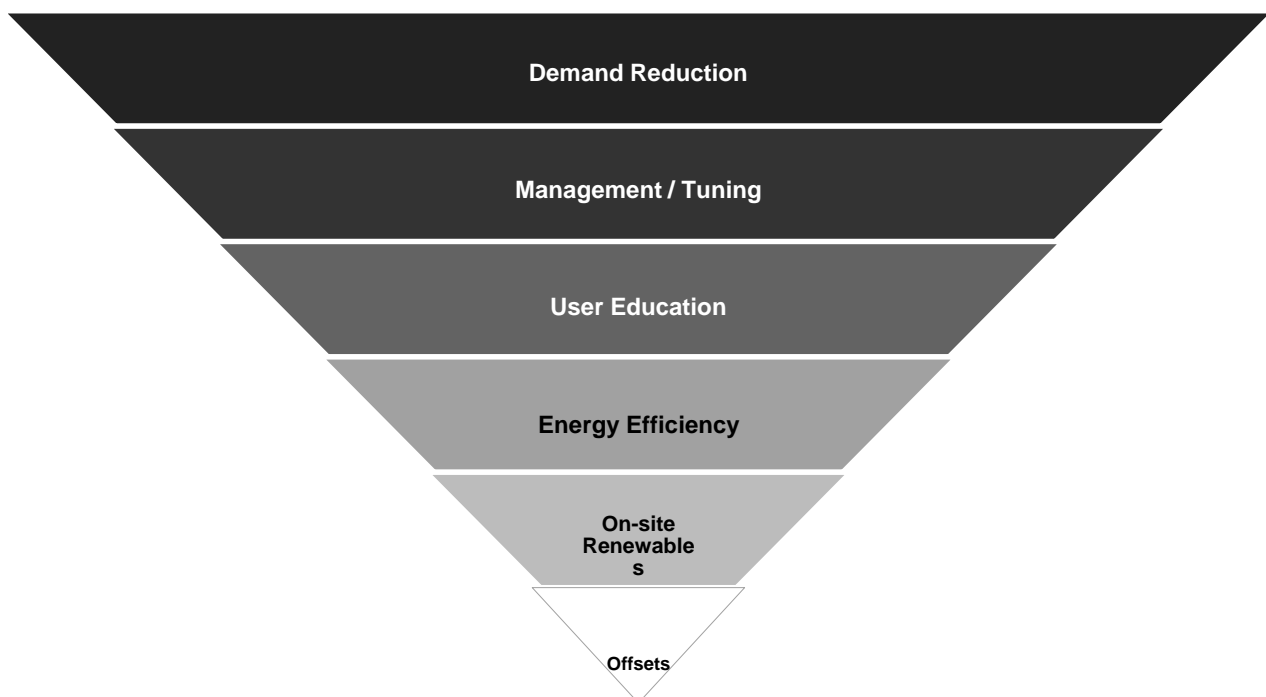 Demand Reduction
Management / Tuning
User Education
Energy Efficiency
On-site
Renewable
s
Offsets